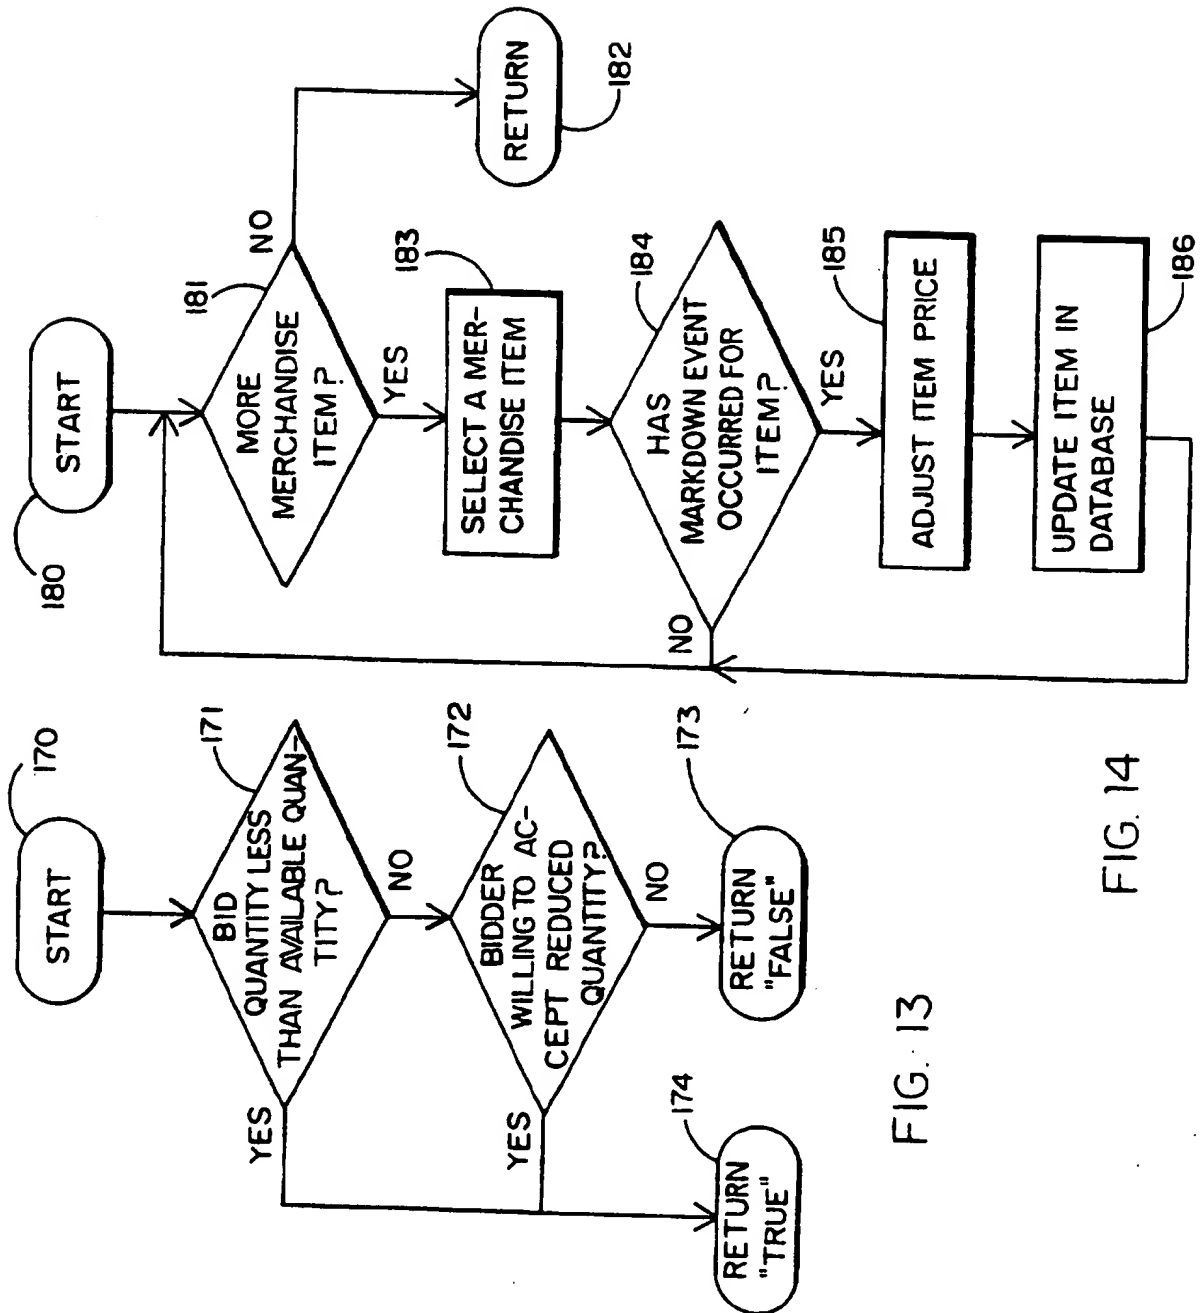 170
START
171
BID
QUANTITY LESS
THAN AVAILABLE QUAN-
TITY?
YES
NO
172
BIDDER
WILLING TO AC-
CEPT REDUCED
QUANTITY?
YES
NO
174
RETURN
"TRUE"
173
RETURN
"FALSE"
FIG. 13
180
START
181
MORE
MERCHANDISE
ITEM?
NO
YES
RETURN
182
183
SELECT A MER-
CHANDISE ITEM
184
HAS
MARKDOWN EVENT
OCCURRED FOR
ITEM?
NO
YES
185
ADJUST ITEM PRICE
UPDATE ITEM IN
DATABASE
186
FIG. 14